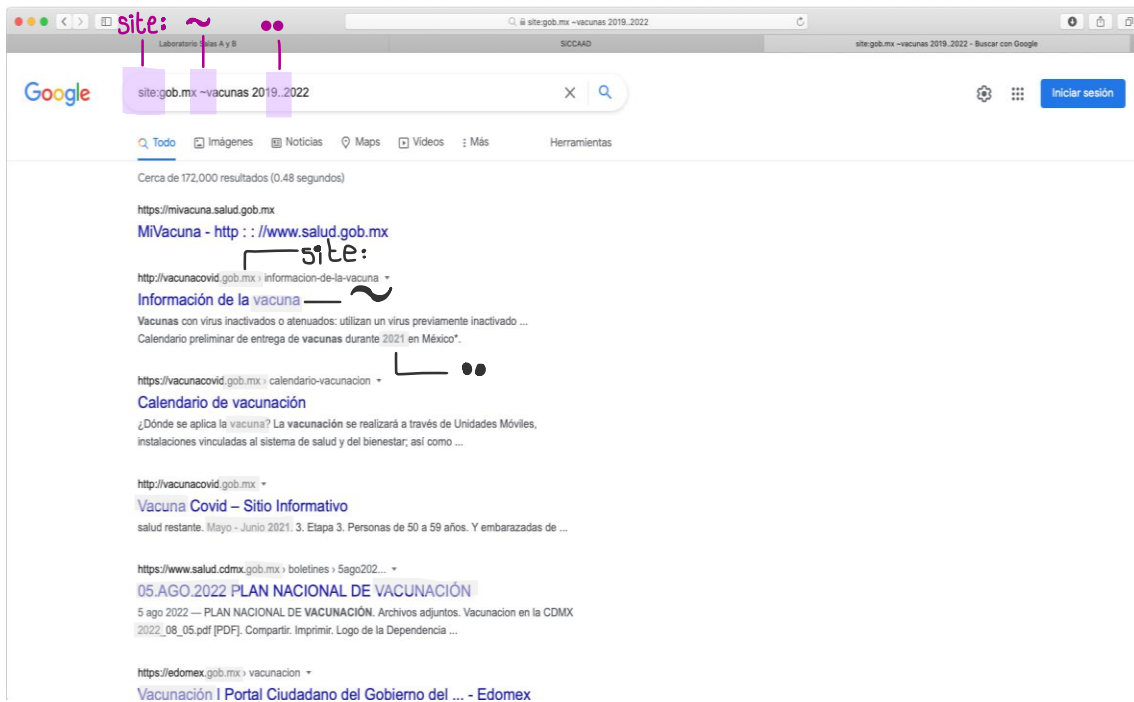 site: ~ ••
site:gob.mx ~vacunas 2019..2022
Laboratorio Salas A y B
SiCCAAD
site:gob.mx ~vacunas 2019..2022 - Buscar con Google
Google
site:gob.mx ~vacunas 2019..2022
Iniciar sesión
Todo Imágenes Noticias Maps Vídeos Más Herramientas
Cerca de 172,000 resultados (0.48 segundos)
https://mivacuna.salud.gob.mx
MiVacuna - http : : //www.salud.gob.mx
site:
http://vacunacovid.gob.mx › informacion-de-la-vacuna
Información de la vacuna ~
Vacunas con virus inactivados o atenuados: utilizan un virus previamente inactivado ...
Calendario preliminar de entrega de vacunas durante 2021 en México*.
••
https://vacunacovid.gob.mx › calendario-vacunacion
Calendario de vacunación
¿Dónde se aplica la vacuna? La vacunación se realizará a través de Unidades Móviles,
instalaciones vinculadas al sistema de salud y del bienestar; así como ...
http://vacunacovid.gob.mx
Vacuna Covid – Sitio Informativo
salud restante. Mayo - Junio 2021. 3. Etapa 3. Personas de 50 a 59 años. Y embarazadas de ...
https://www.salud.cdmx.gob.mx › boletines › 5ago202...
05.AGO.2022 PLAN NACIONAL DE VACUNACIÓN
5 ago 2022 — PLAN NACIONAL DE VACUNACIÓN. Archivos adjuntos. Vacunacion en la CDMX
2022_08_05.pdf [PDF]. Compartir. Imprimir. Logo de la Dependencia ...
https://edomex.gob.mx › vacunacion
Vacunación | Portal Ciudadano del Gobierno del ... - Edomex